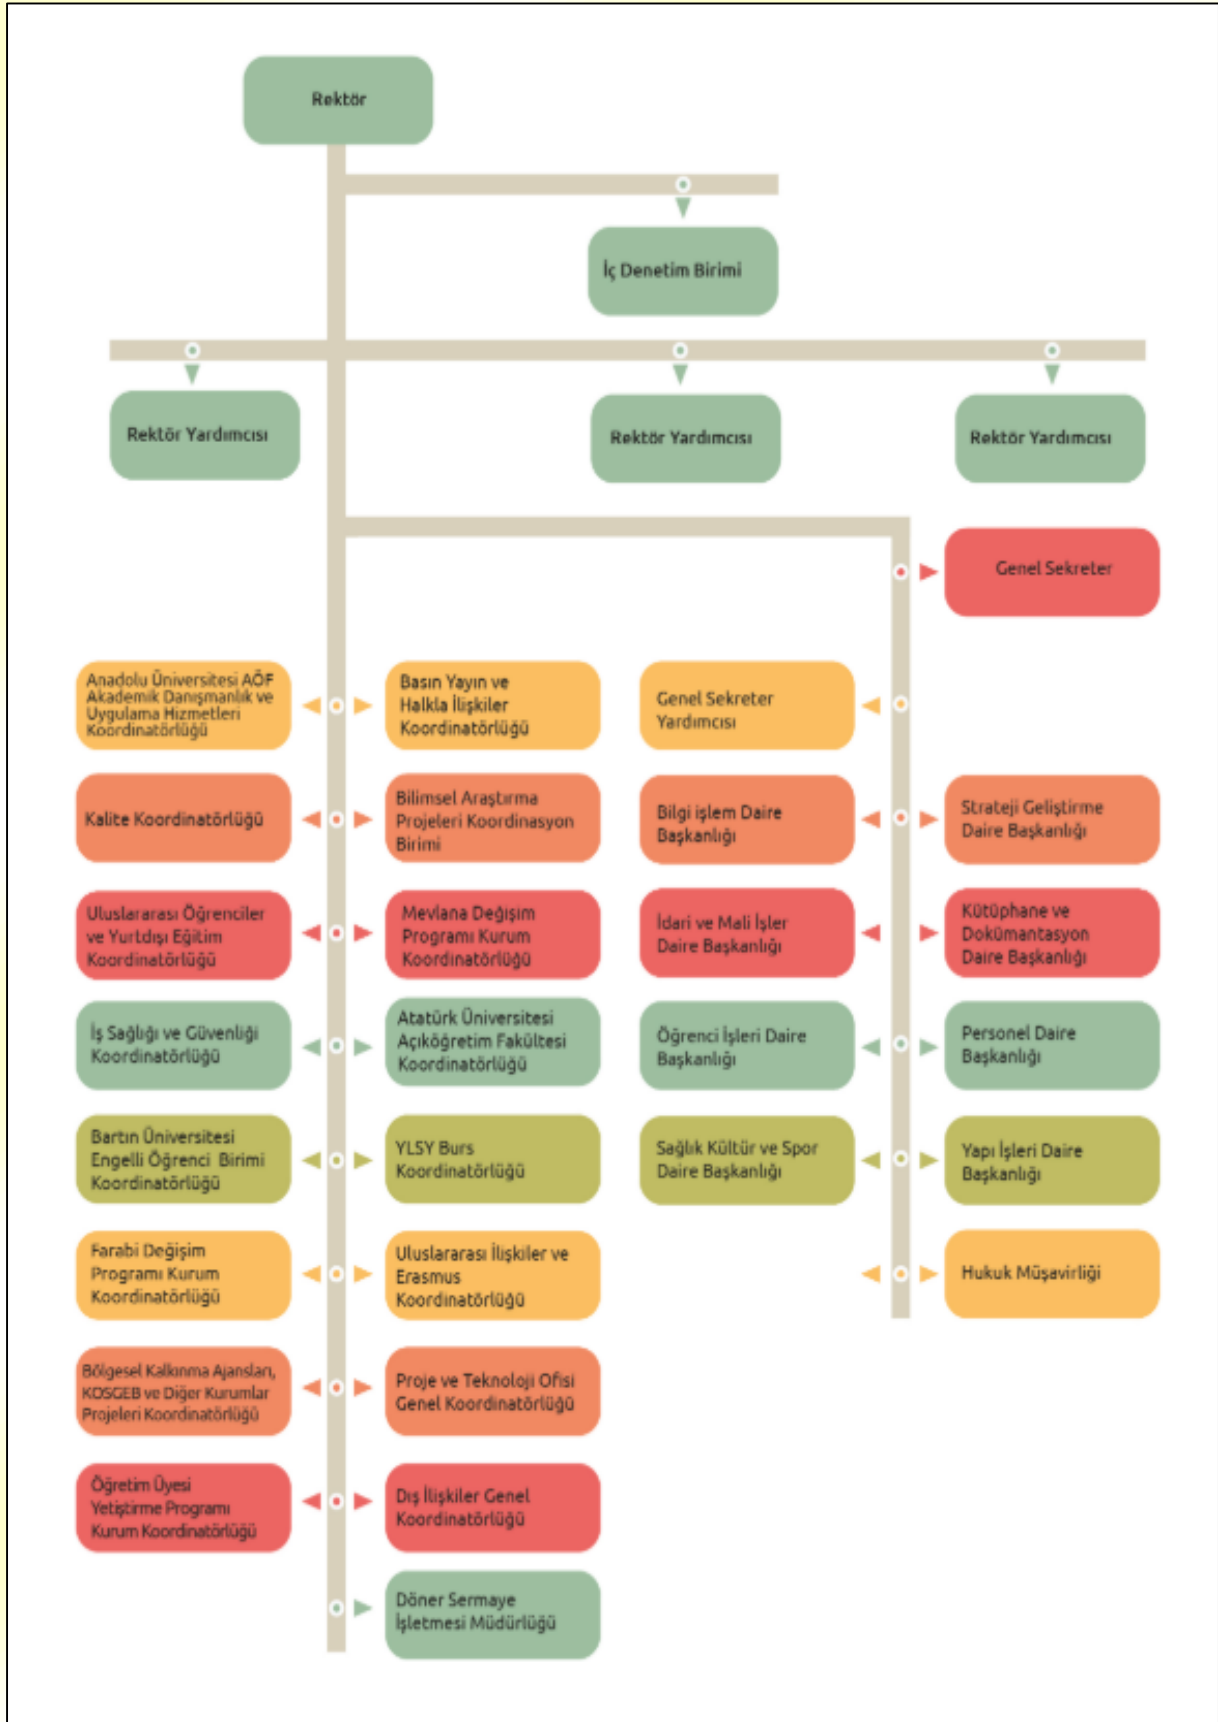 Rektör
İç Denetim Birimi
Rektör Yardımcısı
Rektör Yardımcısı
Rektör Yardımcısı
Genel Sekreter
Anadolu Üniversitesi AÖF
Akademik Danışmanlık ve
Uygulama Hizmetleri
Koordinatörlüğü
Basın Yayın ve
Halkla İlişkiler
Koordinatörlüğü
Genel Sekreter
Yardımcısı
Kalite Koordinatörlüğü
Bilimsel Araştırma
Projeleri Koordinasyon
Birimi
Bilgi işlem Daire
Başkanlığı
Strateji Geliştirme
Daire Başkanlığı
Uluslararası Öğrenciler
ve Yurtdışı Eğitim
Koordinatörlüğü
Mevlana Değişim
Programı Kurum
Koordinatörlüğü
İdari ve Mali İşler
Daire Başkanlığı
Kütüphane ve
Dokümantasyon
Daire Başkanlığı
İş Sağlığı ve Güvenliği
Koordinatörlüğü
Atatürk Üniversitesi
Açıköğretim Fakültesi
Koordinatörlüğü
Öğrenci İşleri Daire
Başkanlığı
Personel Daire
Başkanlığı
Bartın Üniversitesi
Engelli Öğrenci Birimi
Koordinatörlüğü
YLSY Burs
Koordinatörlüğü
Sağlık Kültür ve Spor
Daire Başkanlığı
Yapı İşleri Daire
Başkanlığı
Farabi Değişim
Programı Kurum
Koordinatörlüğü
Uluslararası İlişkiler ve
Erasmus
Koordinatörlüğü
Hukuk Müşavirliği
Bölgesel Kalkınma Ajansları,
KOSGEB ve Diğer Kurumlar
Projeleri Koordinatörlüğü
Proje ve Teknoloji Ofisi
Genel Koordinatörlüğü
Öğretim Üyesi
Yetiştirme Programı
Kurum Koordinatörlüğü
Dış İlişkiler Genel
Koordinatörlüğü
Döner Sermaye
İşletmesi Müdürlüğü